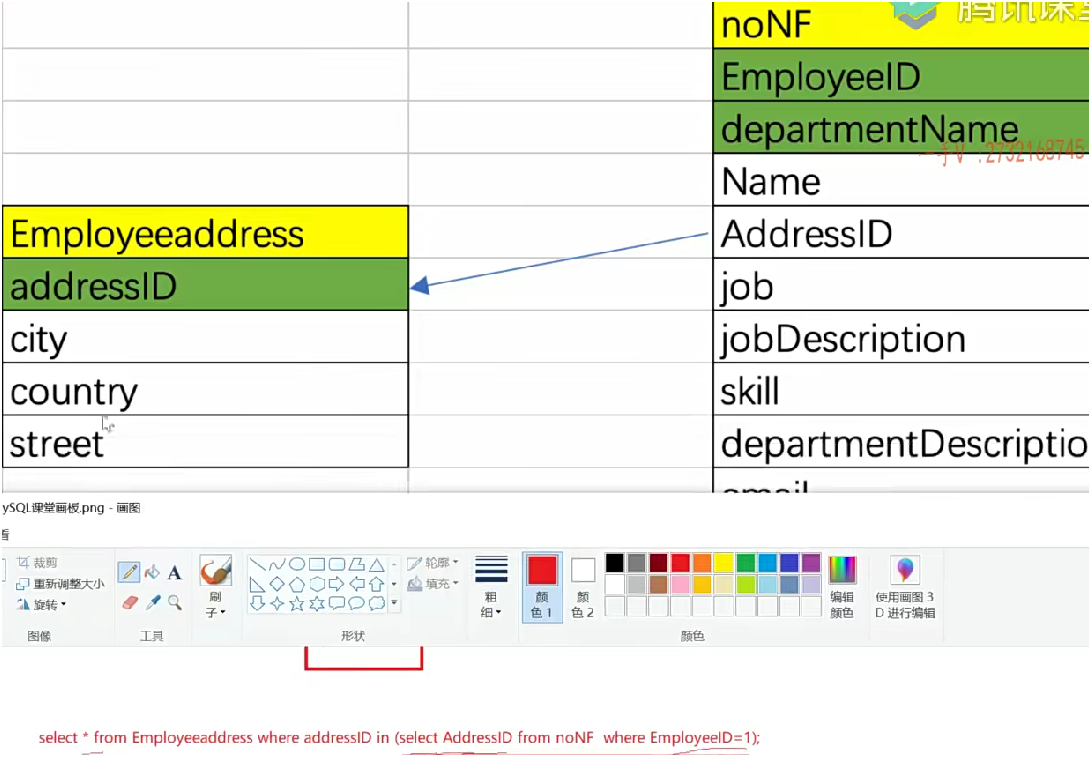 腾讯课堂
noNF
EmployeeID
departmentName
一手V:2732168745
Name
Employeeaddress
AddressID
addressID
job
city
jobDescription
country
skill
street
departmentDescriptio
email
ySQL课堂画板.png - 画图
看
裁剪
重新调整大小
旋转
图像
A
工具
刷
子
形状
轮廓
填充
粗
细
颜
色 1
颜
色 2
颜色
编辑
颜色
使用画图 3
D 进行编辑
select * from Employeeaddress where addressID in (select AddressID from noNF where EmployeeID=1);